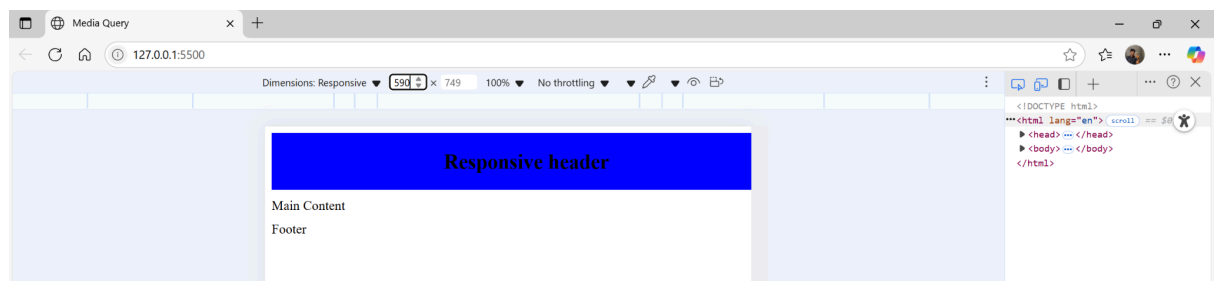 Media Query
127.0.0.1:5500
Dimensions: Responsive ▼ 590 × 749 100% ▼ No throttling ▼
<!DOCTYPE html>
<html lang="en"> scroll == $0
<head> … </head>
<body> … </body>
</html>
Responsive header
Main Content
Footer